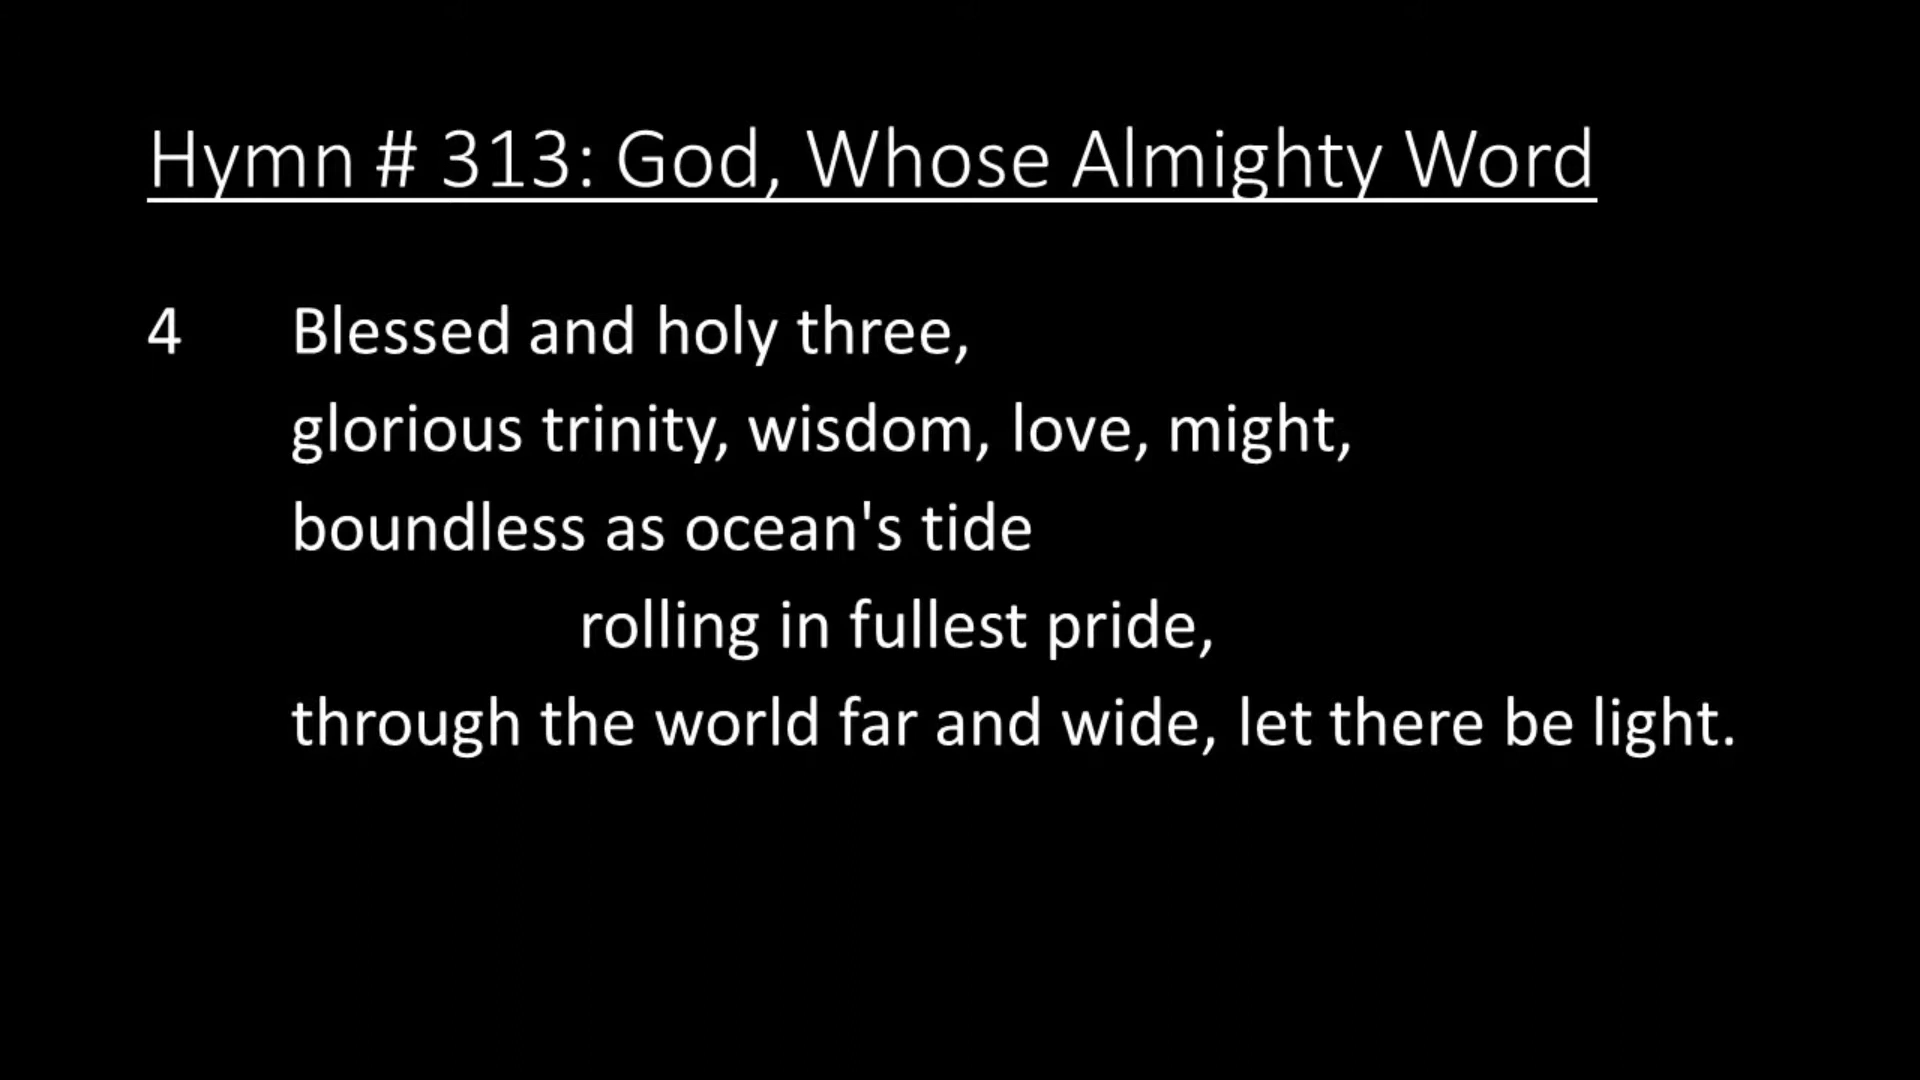 Hymn # 313: God, Whose Almighty Word
4 Blessed and holy three,
glorious trinity, wisdom, love, might,
boundless as ocean's tide
rolling in fullest pride,
through the world far and wide, let there be light.